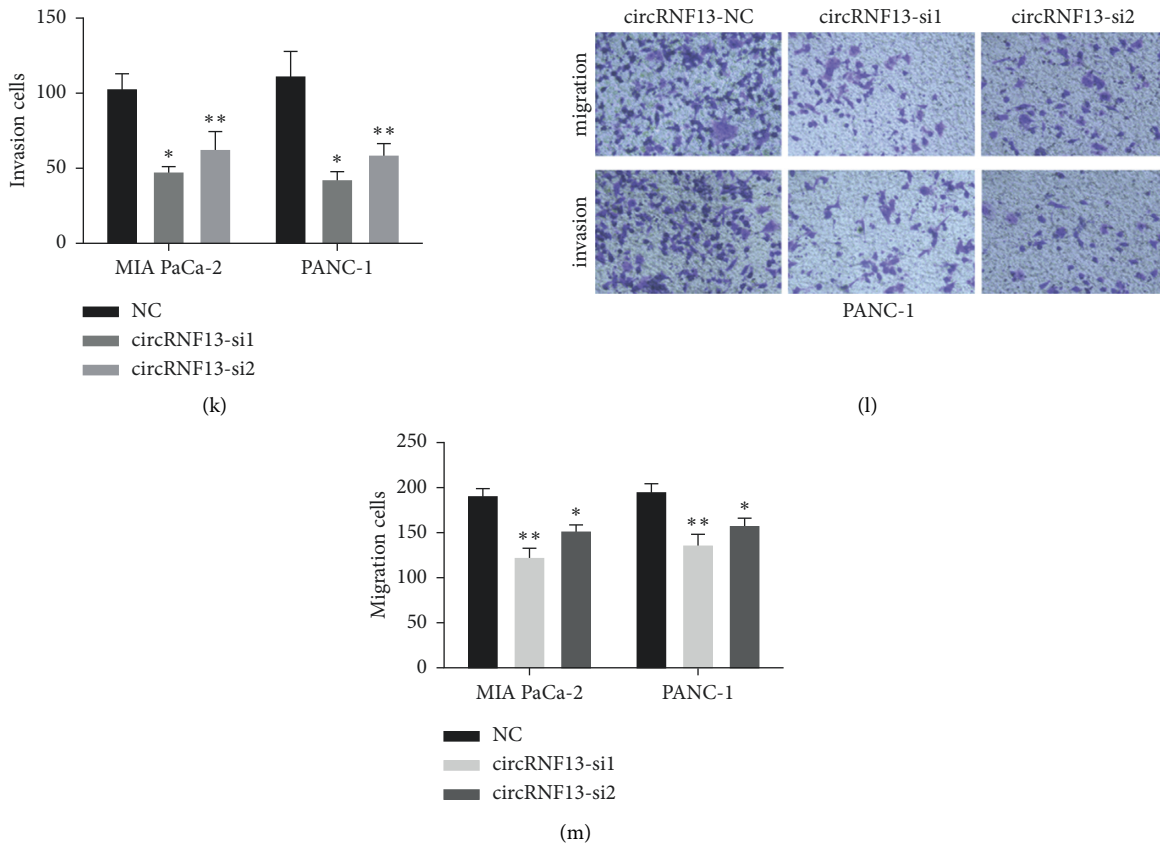 150
100
50
0
Invasion cells
*
**
*
**
MIA PaCa-2
PANC-1
NC
circRNF13-si1
circRNF13-si2
(k)
circRNF13-NC
circRNF13-si1
circRNF13-si2
migration
invasion
PANC-1
(l)
250
200
150
100
50
0
Migration cells
**
*
**
*
MIA PaCa-2
PANC-1
NC
circRNF13-si1
circRNF13-si2
(m)